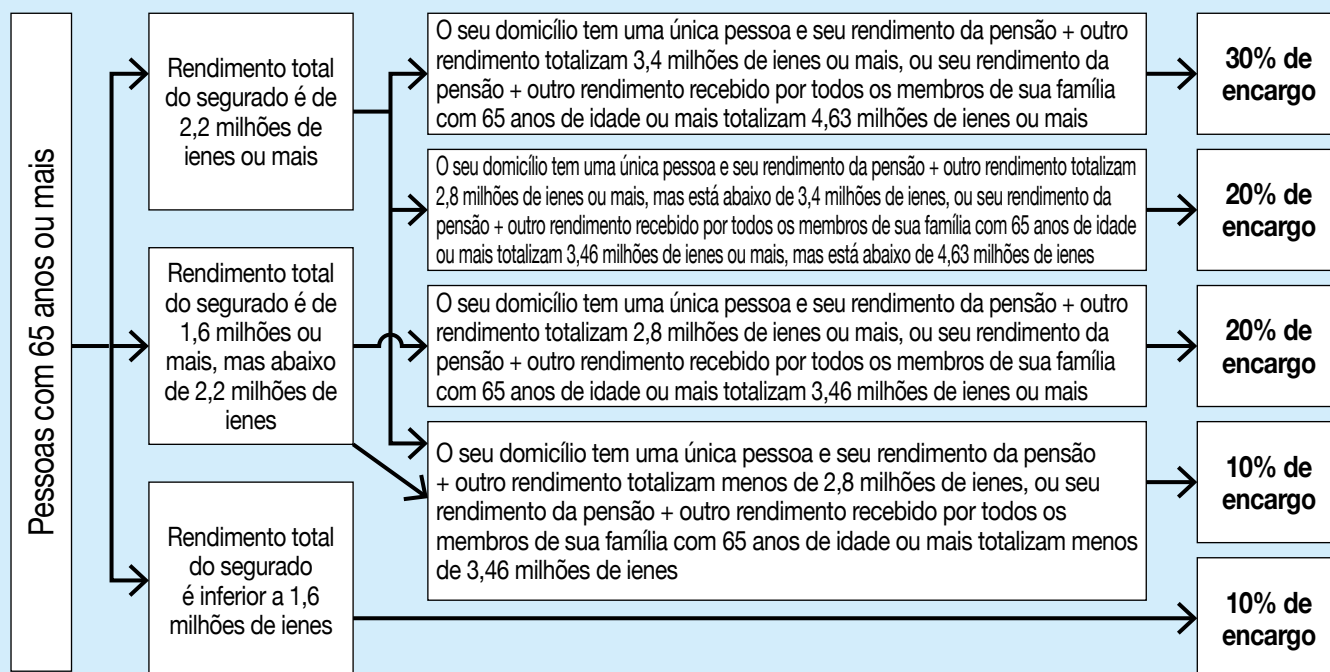 Pessoas com 65 anos ou mais
Rendimento total
do segurado é de
2,2 milhões de
ienes ou mais
O seu domicílio tem uma única pessoa e seu rendimento da pensão + outro
rendimento totalizam 3,4 milhões de ienes ou mais, ou seu rendimento da
pensão + outro rendimento recebido por todos os membros de sua família
com 65 anos de idade ou mais totalizam 4,63 milhões de ienes ou mais
30% de
encargo
O seu domicílio tem uma única pessoa e seu rendimento da pensão + outro rendimento totalizam
2,8 milhões de ienes ou mais, mas está abaixo de 3,4 milhões de ienes, ou seu rendimento da
pensão + outro rendimento recebido por todos os membros de sua família com 65 anos de idade
ou mais totalizam 3,46 milhões de ienes ou mais, mas está abaixo de 4,63 milhões de ienes
20% de
encargo
Rendimento total
do segurado é de
1,6 milhões ou
mais, mas abaixo
de 2,2 milhões de
ienes
O seu domicílio tem uma única pessoa e seu rendimento da pensão + outro
rendimento totalizam 2,8 milhões de ienes ou mais, ou seu rendimento da
pensão + outro rendimento recebido por todos os membros de sua família
com 65 anos de idade ou mais totalizam 3,46 milhões de ienes ou mais
20% de
encargo
O seu domicílio tem uma única pessoa e seu rendimento da pensão
+ outro rendimento totalizam menos de 2,8 milhões de ienes, ou seu
rendimento da pensão + outro rendimento recebido por todos os
membros de sua família com 65 anos de idade ou mais totalizam menos
de 3,46 milhões de ienes
10% de
encargo
Rendimento total
do segurado
é inferior a 1,6
milhões de ienes
10% de
encargo